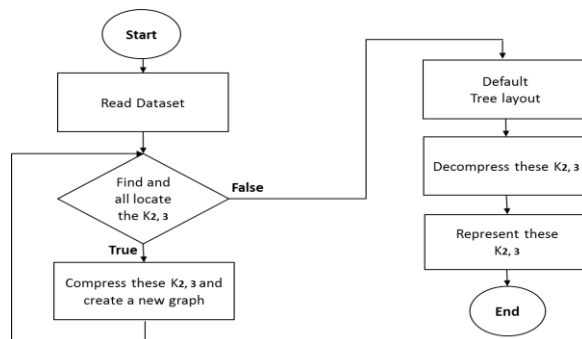 Start
Read Dataset
Find and
all locate
the K2, 3
False
True
Compress these K2, 3 and
create a new graph
Default
Tree layout
Decompress these K2, 3
Represent these
K2, 3
End